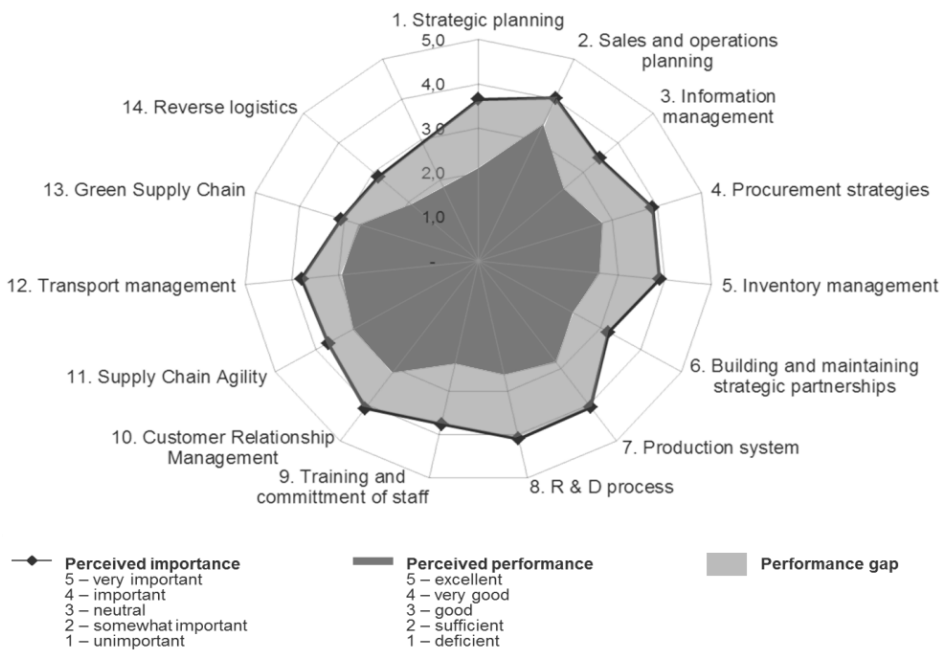 1. Strategic planning
5,0
4,0
3,0
2,0
1,0
-
2. Sales and operations
planning
3. Information
management
4. Procurement strategies
5. Inventory management
6. Building and maintaining
strategic partnerships
7. Production system
8. R & D process
9. Training and
committment of staff
10. Customer Relationship
Management
11. Supply Chain Agility
12. Transport management
13. Green Supply Chain
14. Reverse logistics
Perceived importance
5 – very important
4 – important
3 – neutral
2 – somewhat important
1 – unimportant
Perceived performance
5 – excellent
4 – very good
3 – good
2 – sufficient
1 – deficient
Performance gap